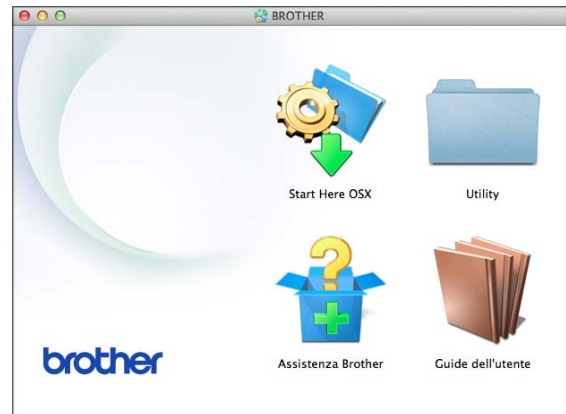 BROTHER
Start Here OSX
Utility
Assistenza Brother
Guide dell'utente
brother